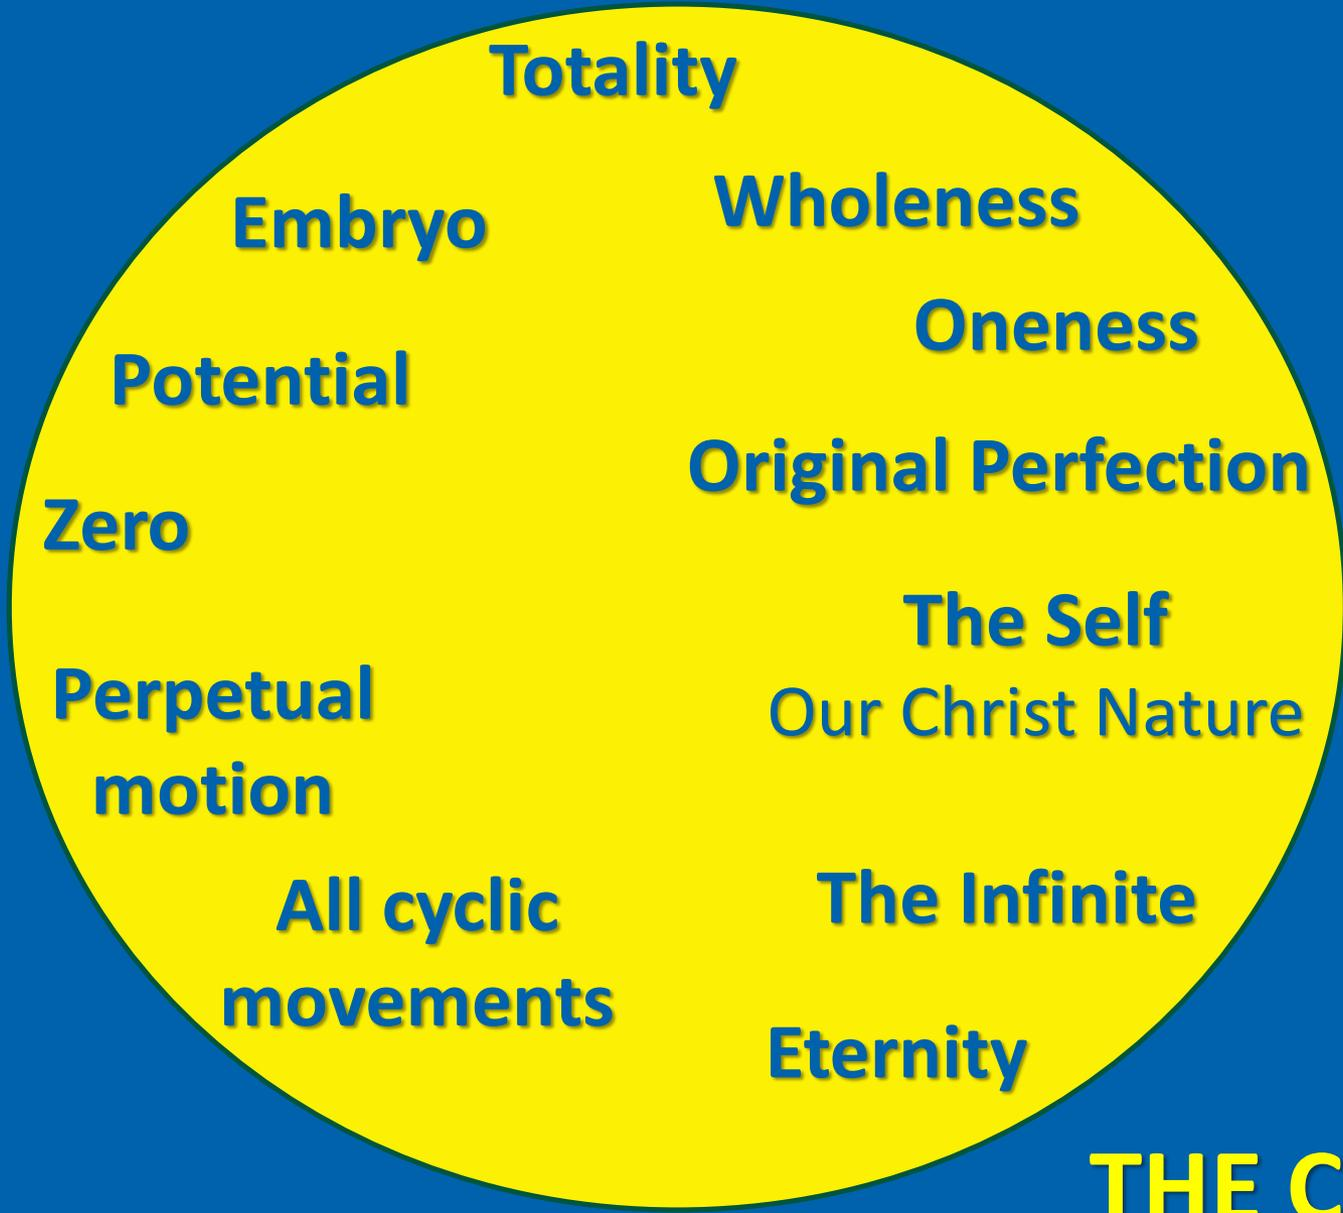 Totality
Wholeness
Embryo
Oneness
Potential
Original Perfection
Zero
The Self
Our Christ Nature
Perpetual
motion
All cyclic
movements
The Infinite
Eternity
THE C